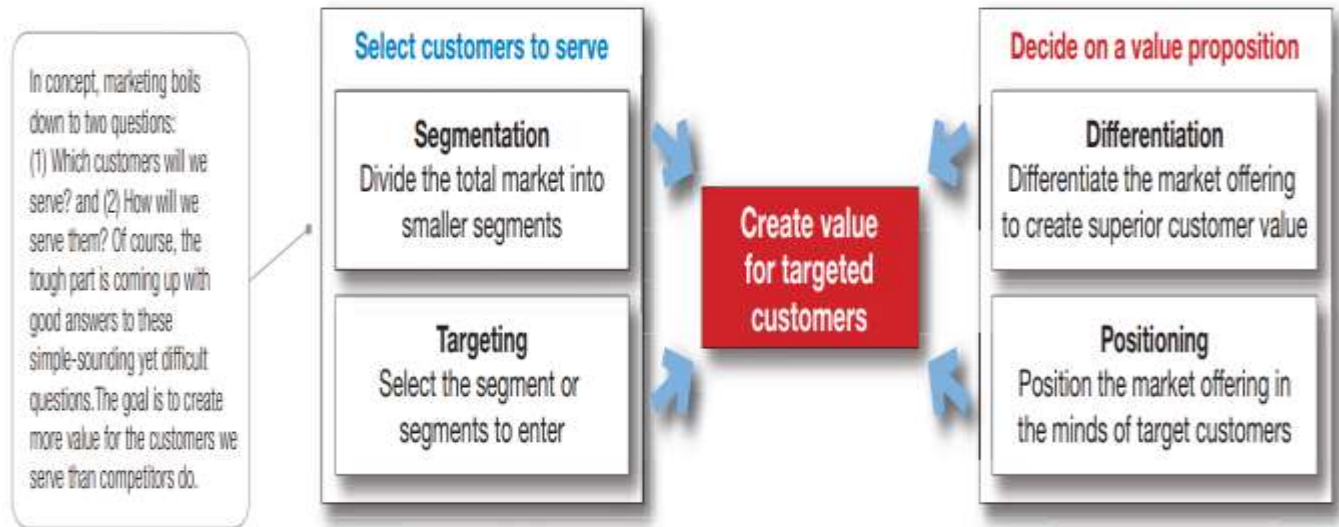 In concept, marketing boils
down to two questions:
(1) Which customers will we
serve? and (2) How will we
serve them? Of course, the
tough part is coming up with
good answers to these
simple-sounding yet difficult
questions.The goal is to create
more value for the customers we
serve than competitors do.
Select customers to serve
Segmentation
Divide the total market into
smaller segments
Targeting
Select the segment or
segments to enter
Create value
for targeted
customers
Decide on a value proposition
Differentiation
Differentiate the market offering
to create superior customer value
Positioning
Position the market offering in
the minds of target customers